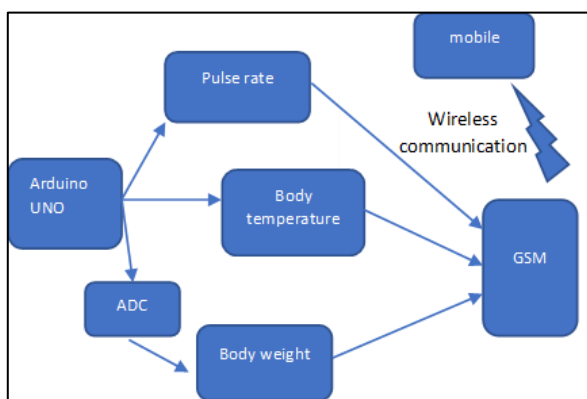 mobile
Pulse rate
Wireless
communication
Arduino
UNO
Body
temperature
GSM
ADC
Body weight